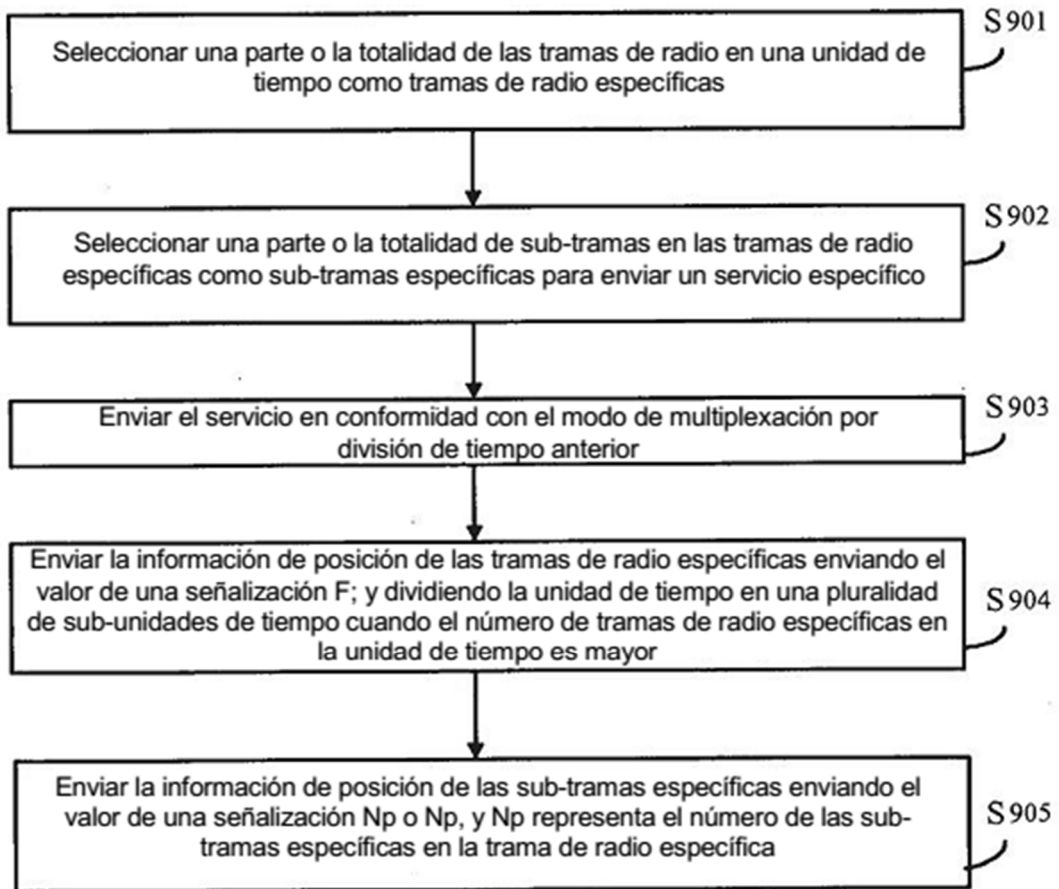 S901
Seleccionar una parte o la totalidad de las tramas de radio en una unidad de
tiempo como tramas de radio específicas
S902
Seleccionar una parte o la totalidad de sub-tramas en las tramas de radio
específicas como sub-tramas específicas para enviar un servicio específico
S903
Enviar el servicio en conformidad con el modo de multiplexación por
división de tiempo anterior
Enviar la información de posición de las tramas de radio específicas enviando el
valor de una señalización F; y dividiendo la unidad de tiempo en una pluralidad
de sub-unidades de tiempo cuando el número de tramas de radio específicas en
la unidad de tiempo es mayor
S904
Enviar la información de posición de las sub-tramas específicas enviando el
valor de una señalización Np o Np, y Np representa el número de las sub-
tramas específicas en la trama de radio específica
S905